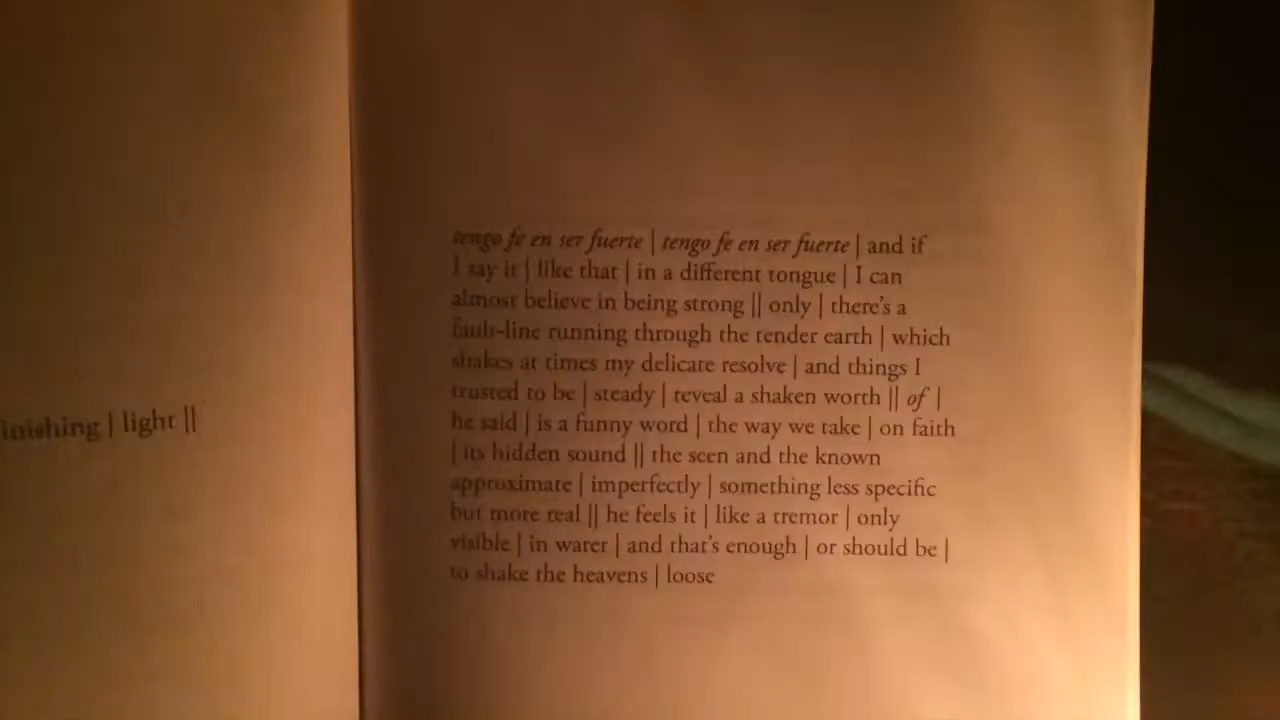 inishing | light ||
tengo fe en ser fuerte | tengo fe en ser fuerte | and if
I say it | like that | in a different tongue | I can
almost believe in being strong || only | there's a
fault-line running through the tender earth | which
shakes at times my delicate resolve | and things I
trusted to be | steady | reveal a shaken worth || of |
he said | is a funny word | the way we take | on faith
| its hidden sound || the seen and the known
approximate | imperfectly | something less specific
but more real || he feels it | like a tremor | only
visible | in water | and that's enough | or should be |
to shake the heavens | loose